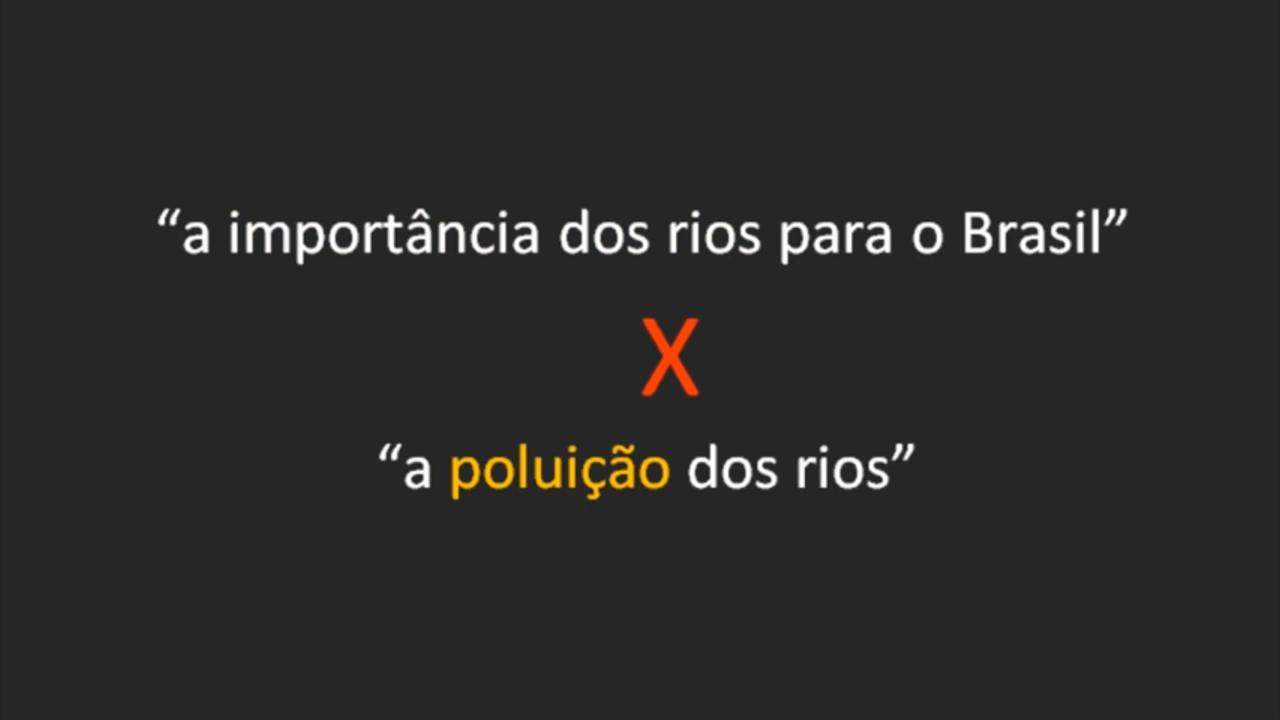 “a importância dos rios para o Brasil”
X
“a poluição dos rios”